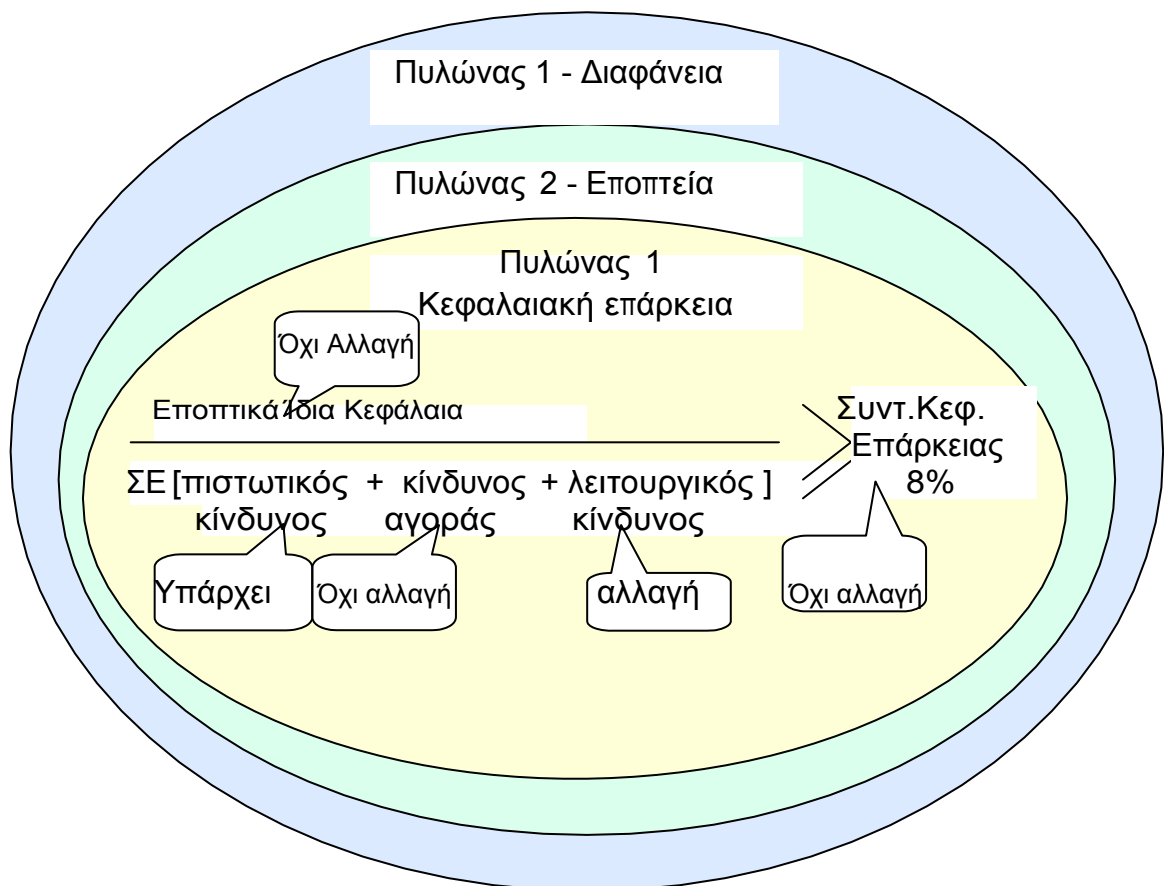 Πυλώνας 1 - Διαφάνεια
Πυλώνας 2 - Εποπτεία
Πυλώνας 1
Κεφαλαιακή επάρκεια
Όχι Αλλαγή
Εποπτικά Ίδια Κεφάλαια
Συντ.Κεφ.
Επάρκειας
8%
ΣΕ [πιστωτικός + κίνδυνος + λειτουργικός ]
κίνδυνος αγοράς κίνδυνος
Υπάρχει
Όχι αλλαγή
αλλαγή
Όχι αλλαγή